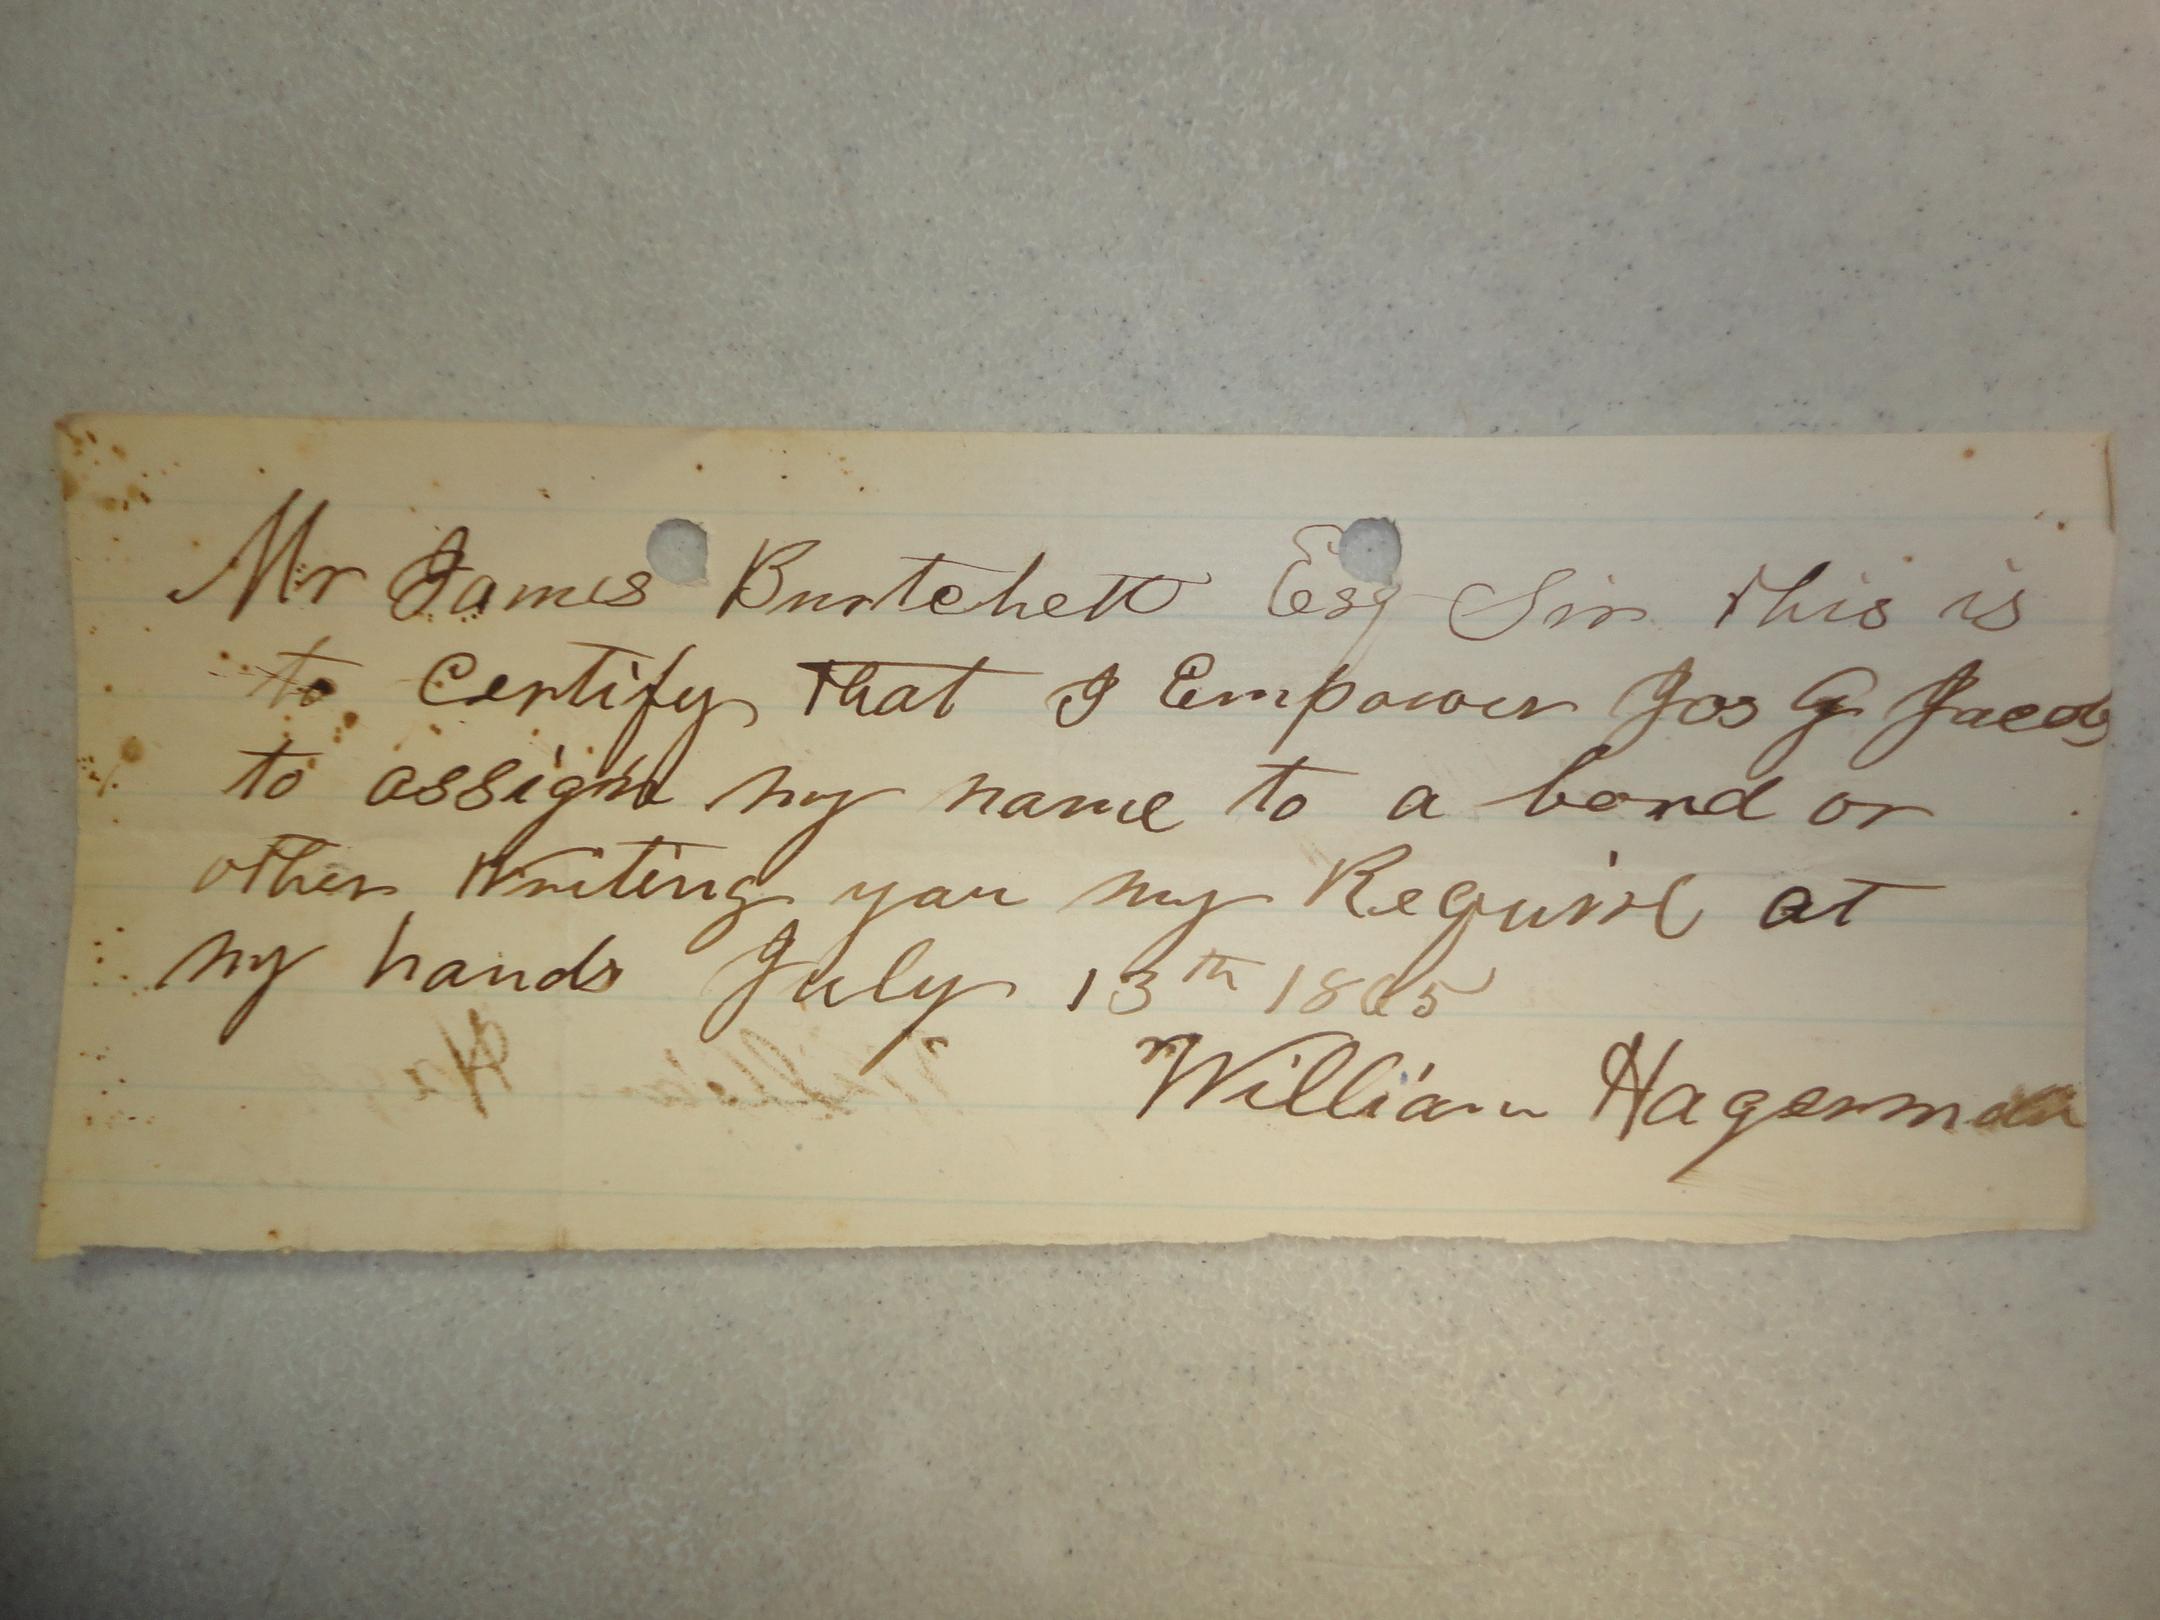 Mr James Burtchett Esq Sir this is
to Certify that I Empower Jos G Jacobs
to assign my name to a bond or
other Writing you my Require at
my hands July 13th 1865
William Hagerman